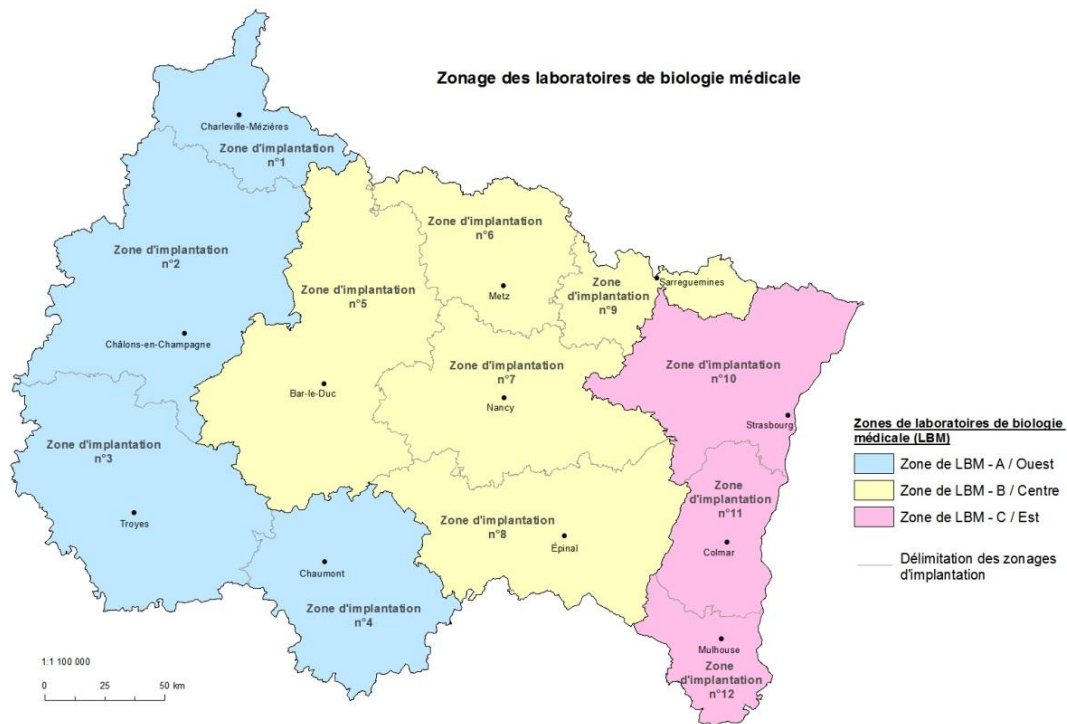 Zonage des laboratoires de biologie médicale
Charleville-Mézières
Zone d'implantation
n°1
Zone d'implantation
n°2
Châlons-en-Champagne
Zone d'implantation
n°3
Troyes
Chaumont
Zone d'implantation
n°4
Zone d'implantation
n°5
Bar-le-Duc
Zone d'implantation
n°6
Metz
Zone d'implantation
n°7
Nancy
Zone d'implantation
n°8
Épinal
Zone
d'implantation
n°9
Sarreguemines
Zone d'implantation
n°10
Strasbourg
Zone
d'implantation
n°11
Colmar
Mulhouse
Zone
d'implantation
n°12
Zones de laboratoires de biologie
médicale (LBM)
Zone de LBM - A / Ouest
Zone de LBM - B / Centre
Zone de LBM - C / Est
Délimitation des zonages
d'implantation
1:1 100 000
0 25 50 km